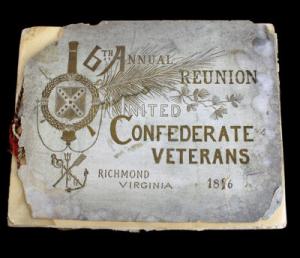 6TH ANNUAL
REUNION
UNITED
CONFEDERATE
VETERANS
RICHMOND
VIRGINIA 1896